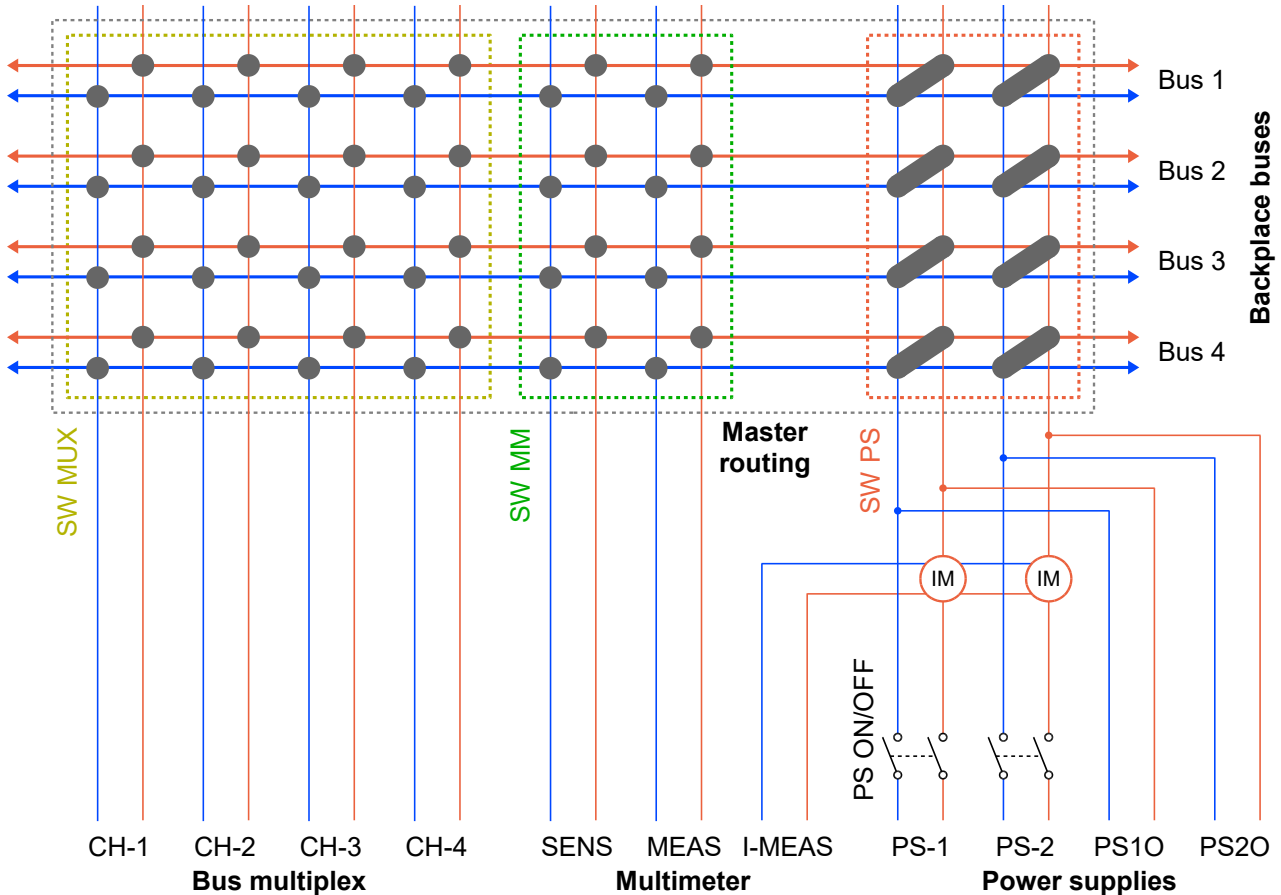 Bus 1
Bus 2
Bus 3
Bus 4
Backplace buses
SW MUX
SW MM
Master
routing
SW PS
IM
IM
PS ON/OFF
CH-1
CH-2
CH-3
CH-4
SENS
MEAS
I-MEAS
PS-1
PS-2
PS1O
PS2O
Bus multiplex
Multimeter
Power supplies